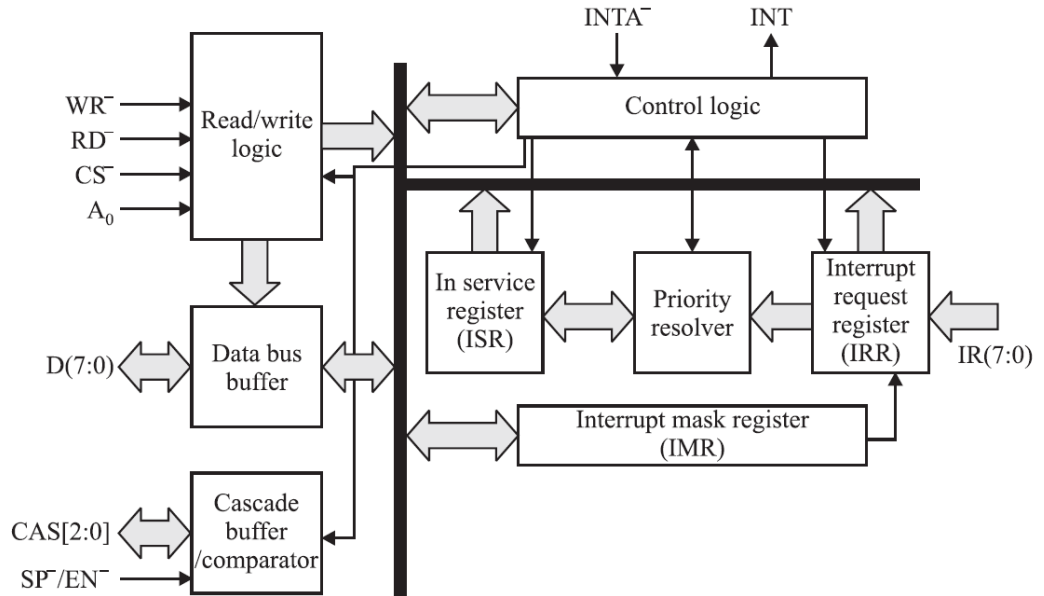 INTA⁻
INT
WR⁻
RD⁻
CS⁻
A₀
Read/write
logic
Control logic
In service
register
(ISR)
Priority
resolver
Interrupt
request
register
(IRR)
IR(7:0)
D(7:0)
Data bus
buffer
Interrupt mask register
(IMR)
CAS[2:0]
SP⁻/EN⁻
Cascade
buffer
/comparator